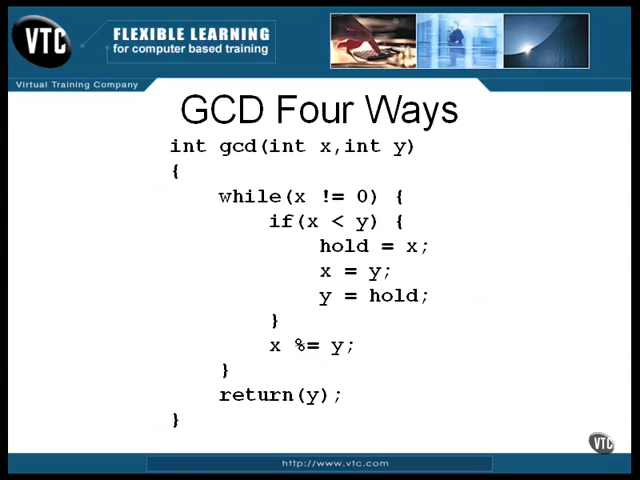 VTC
FLEXIBLE LEARNING
for computer based training
Virtual Training Company
GCD Four Ways
int gcd(int x,int y)
{
    while(x != 0) {
        if(x < y) {
            hold = x;
            x = y;
            y = hold;
        }
        x %= y;
    }
    return(y);
}
VTC
http://www.vtc.com